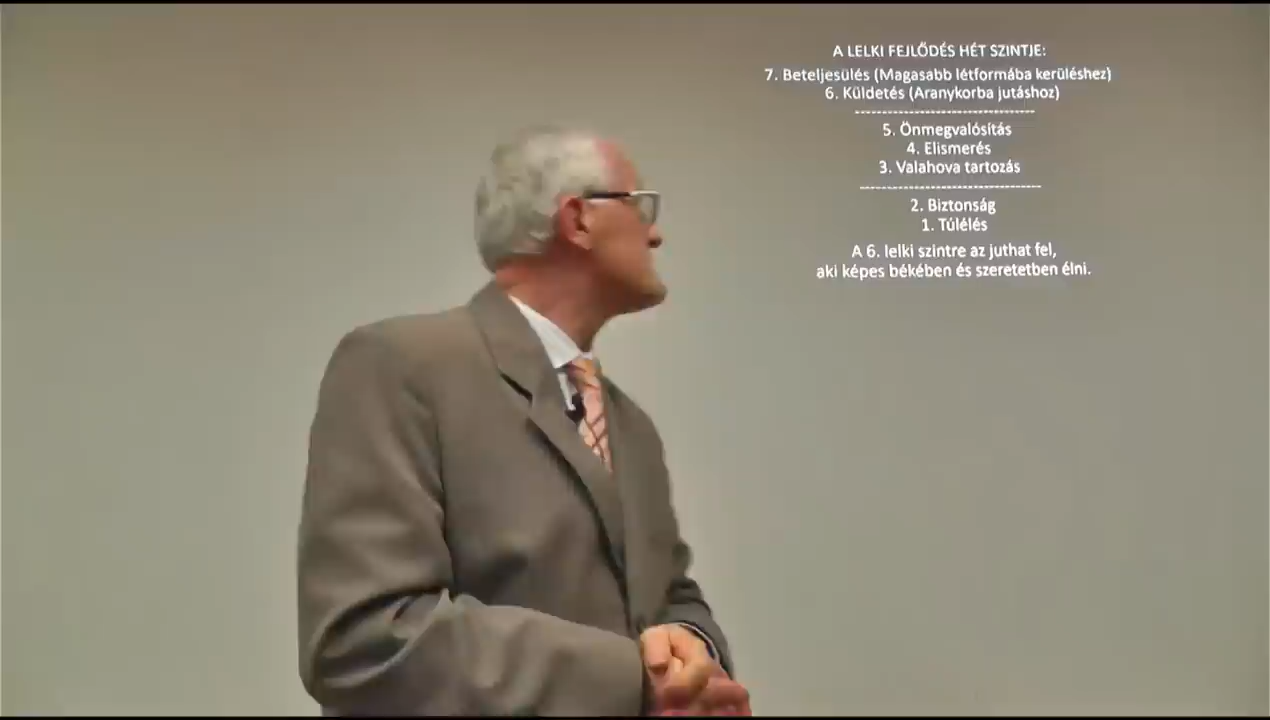 A LELKI FEJLŐDÉS HÉT SZINTJE:
7. Beteljesülés (Magasabb létformába kerüléshez)
6. Küldetés (Aranykorba jutáshoz)
-----------------------------------
5. Önmegvalósítás
4. Elismerés
3. Valahova tartozás
-----------------------------------
2. Biztonság
1. Túlélés
A 6. lelki szintre az juthat fel,
aki képes békében és szeretetben élni.